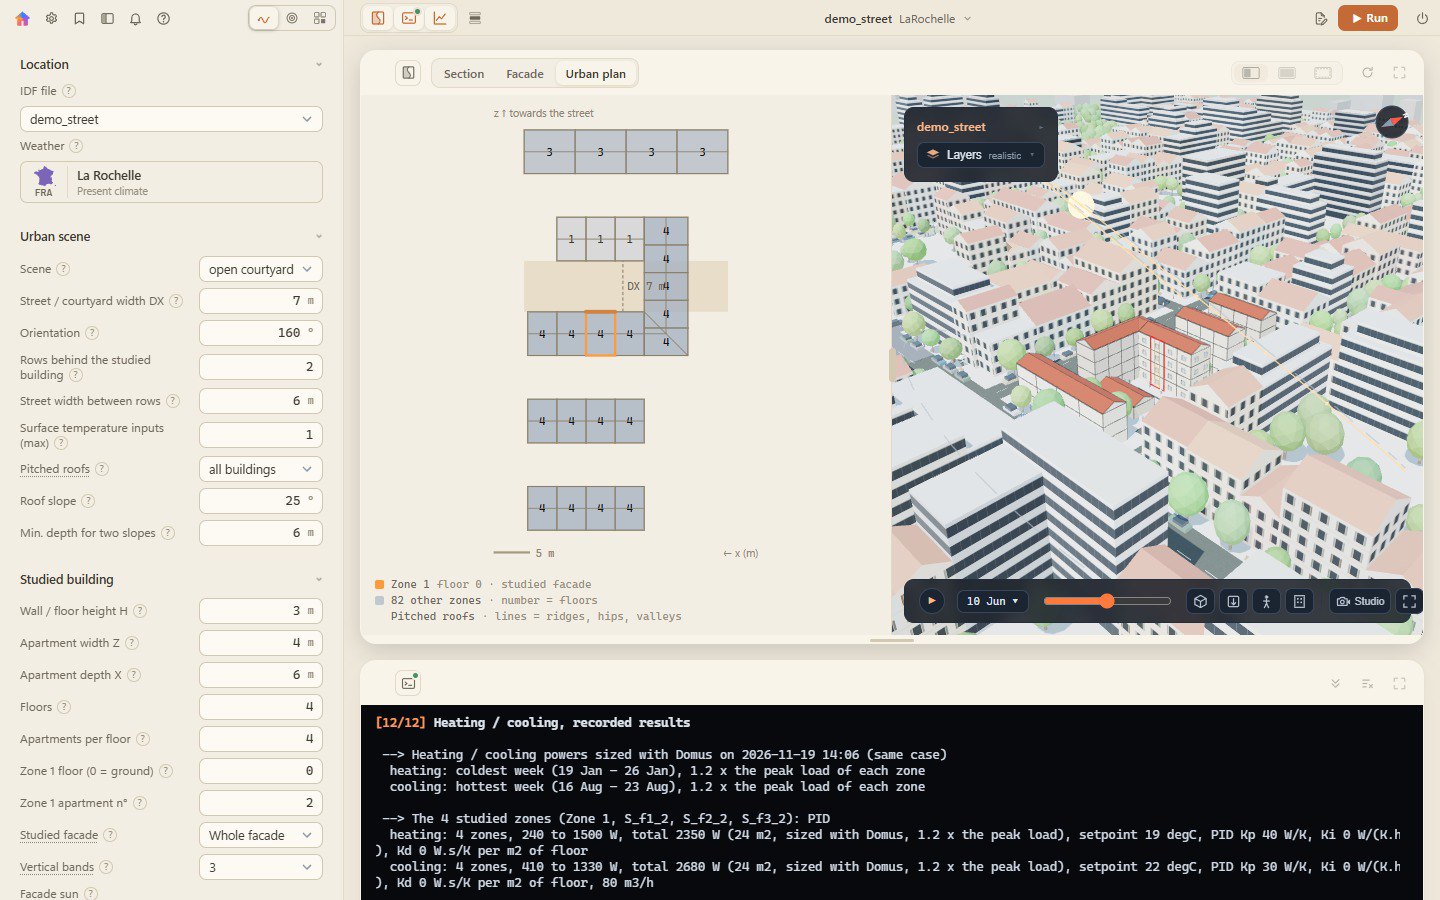 demo_street LaRochelle
Run
Location
IDF file ?
demo_street
Weather ?
FRA
La Rochelle
Present climate
Urban scene
Scene ? open courtyard
Street / courtyard width DX ? 7 m
Orientation ? 160 °
Rows behind the studied
building ? 2
Street width between rows ? 6 m
Surface temperature inputs
(max) ? 1
Pitched roofs ? all buildings
Roof slope ? 25 °
Min. depth for two slopes ? 6 m
Studied building
Wall / floor height H ? 3 m
Apartment width Z ? 4 m
Apartment depth X ? 6 m
Floors ? 4
Apartments per floor ? 4
Zone 1 floor (0 = ground) ? 0
Zone 1 apartment n° ? 2
Studied facade ? Whole facade
Vertical bands ? 3
Facade sun ?
Section Facade Urban plan
z ↑ towards the street
3 3 3 3
4
1 1 1
4
DX 7 m
4
4
4 4 4 4
4
4 4 4 4
4 4 4 4
5 m
← x (m)
Zone 1 floor 0 · studied facade
82 other zones · number = floors
Pitched roofs · lines = ridges, hips, valleys
demo_street
Layers realistic
10 Jun
Studio
[12/12] Heating / cooling, recorded results
--> Heating / cooling powers sized with Domus on 2026-11-19 14:06 (same case)
heating: coldest week (19 Jan - 26 Jan), 1.2 x the peak load of each zone
cooling: hottest week (16 Aug - 23 Aug), 1.2 x the peak load of each zone
--> The 4 studied zones (Zone 1, S_f1_2, S_f2_2, S_f3_2): PID
heating: 4 zones, 240 to 1500 W, total 2350 W (24 m2, sized with Domus, 1.2 x the peak load), setpoint 19 degC, PID Kp 40 W/K, Ki 0 W/(K.h
), Kd 0 W.s/K per m2 of floor
cooling: 4 zones, 410 to 1330 W, total 2680 W (24 m2, sized with Domus, 1.2 x the peak load), setpoint 22 degC, PID Kp 30 W/K, Ki 0 W/(K.h
), Kd 0 W.s/K per m2 of floor, 80 m3/h